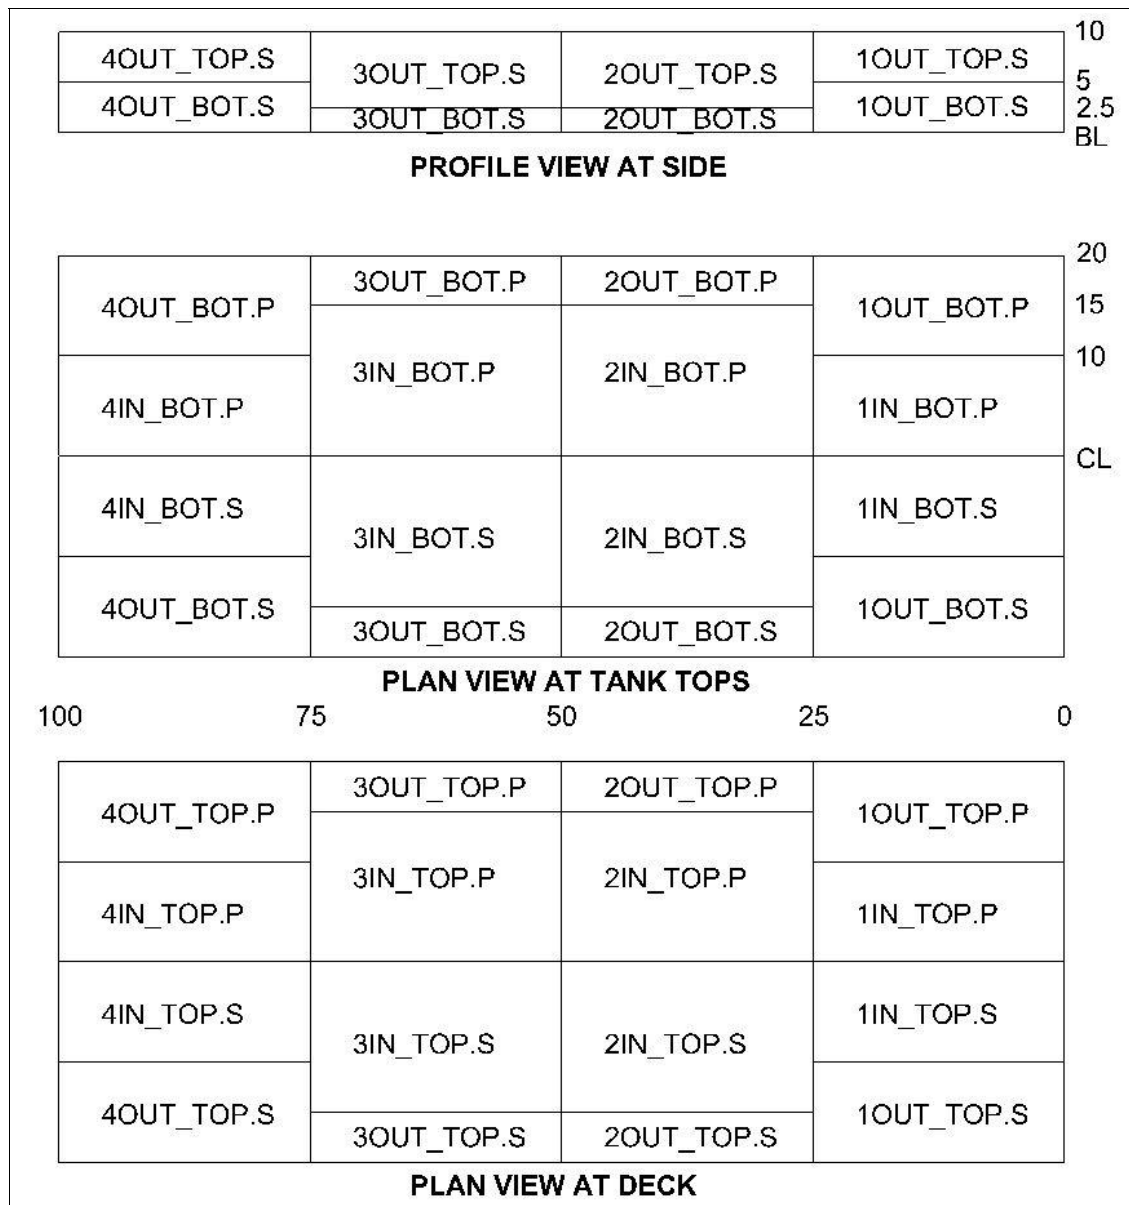 10
4OUT_TOP.S 3OUT_TOP.S 2OUT_TOP.S 1OUT_TOP.S
5
4OUT_BOT.S 3OUT_BOT.S 2OUT_BOT.S 1OUT_BOT.S 2.5
BL
PROFILE VIEW AT SIDE
20
3OUT_BOT.P 2OUT_BOT.P
4OUT_BOT.P 1OUT_BOT.P 15
10
3IN_BOT.P 2IN_BOT.P
4IN_BOT.P 1IN_BOT.P
CL
4IN_BOT.S 1IN_BOT.S
3IN_BOT.S 2IN_BOT.S
4OUT_BOT.S 1OUT_BOT.S
3OUT_BOT.S 2OUT_BOT.S
PLAN VIEW AT TANK TOPS
100 75 50 25 0
3OUT_TOP.P 2OUT_TOP.P
4OUT_TOP.P 1OUT_TOP.P
3IN_TOP.P 2IN_TOP.P
4IN_TOP.P 1IN_TOP.P
4IN_TOP.S 1IN_TOP.S
3IN_TOP.S 2IN_TOP.S
4OUT_TOP.S 1OUT_TOP.S
3OUT_TOP.S 2OUT_TOP.S
PLAN VIEW AT DECK